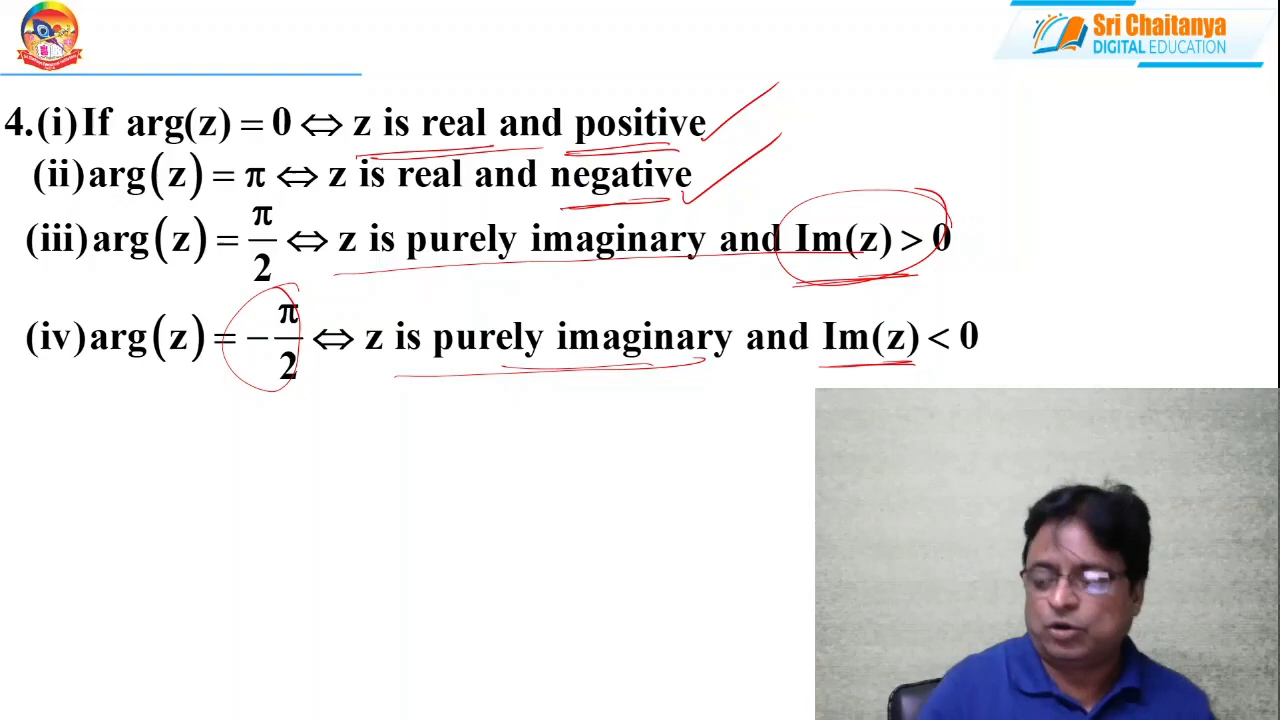 Sri Chaitanya
DIGITAL EDUCATION
4.(i)If arg(z) = 0 ⇔ z is real and positive
(ii)arg(z) = π ⇔ z is real and negative
(iii)arg(z) = π/2 ⇔ z is purely imaginary and Im(z) > 0
(iv)arg(z) = −π/2 ⇔ z is purely imaginary and Im(z) < 0